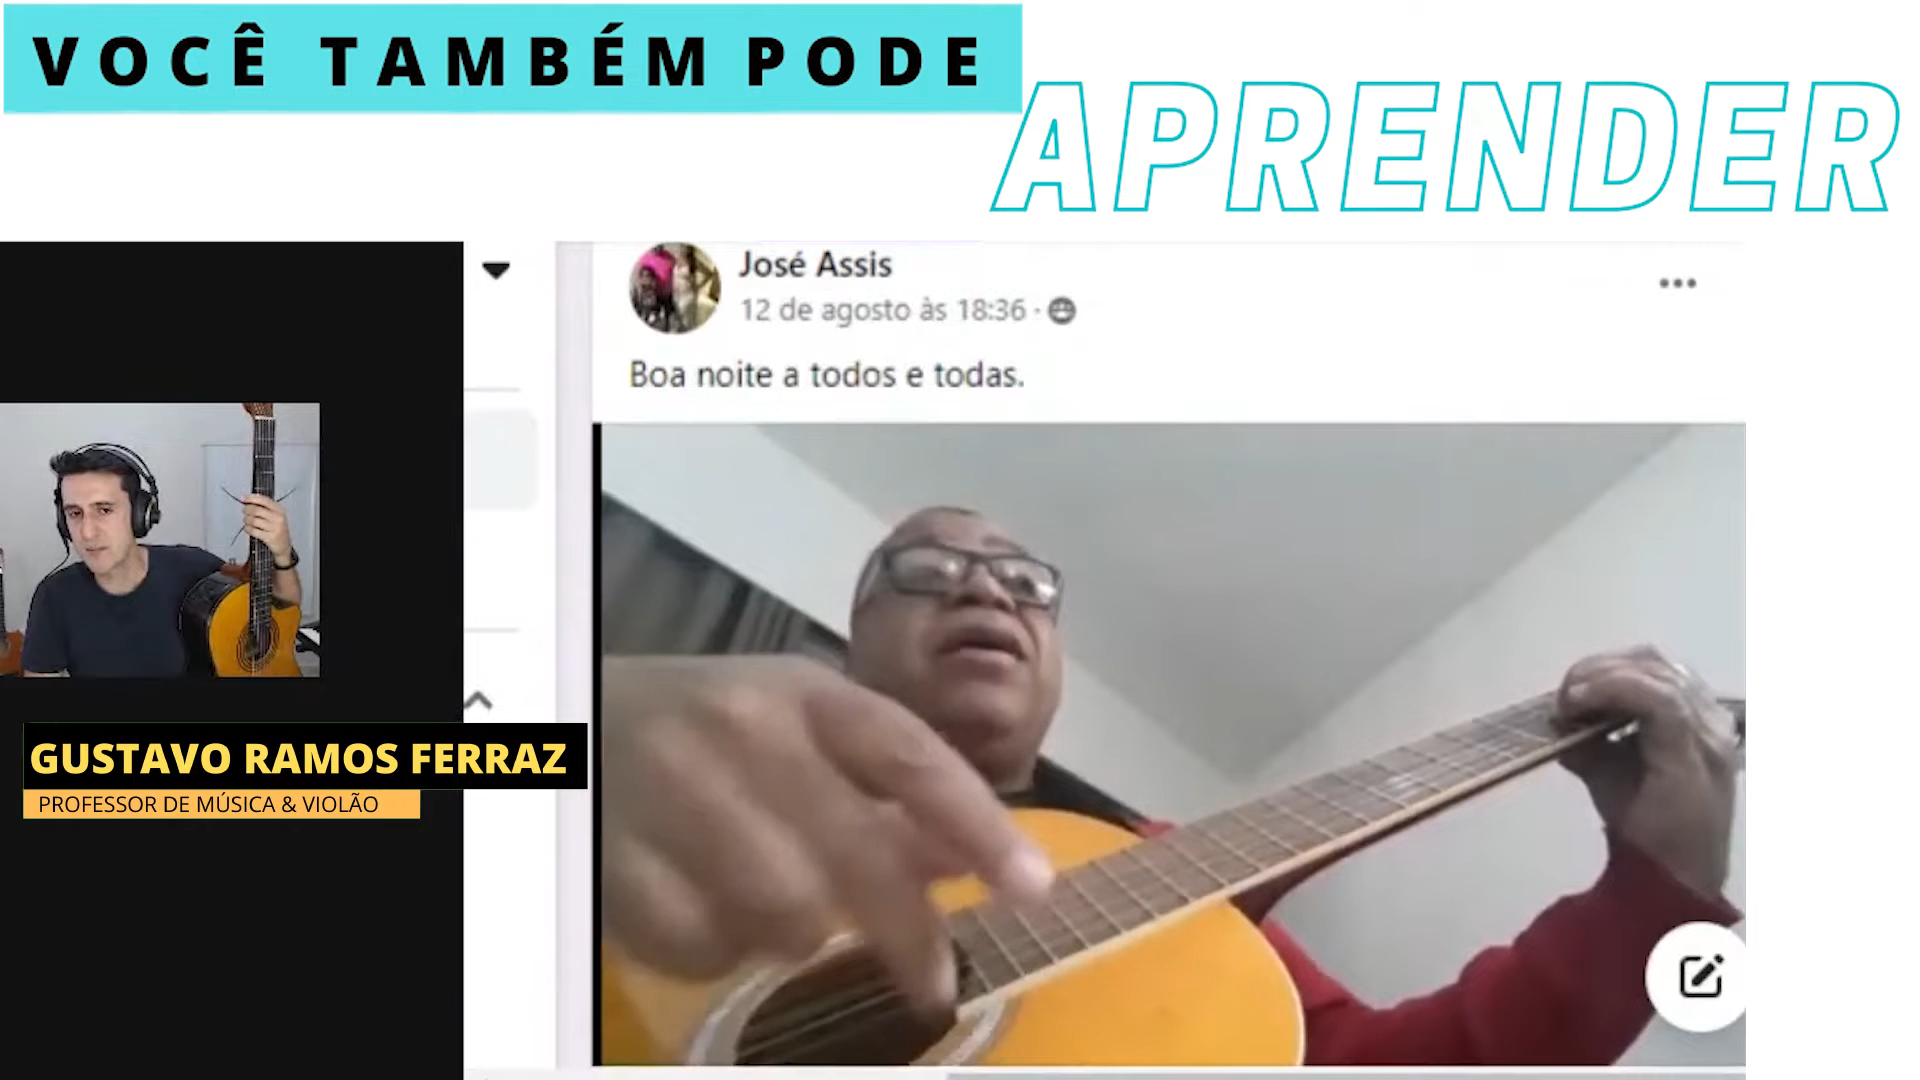 VOCÊ TAMBÉM PODE
APRENDER
José Assis
12 de agosto às 18:36 ·
Boa noite a todos e todas.
GUSTAVO RAMOS FERRAZ
PROFESSOR DE MÚSICA & VIOLÃO